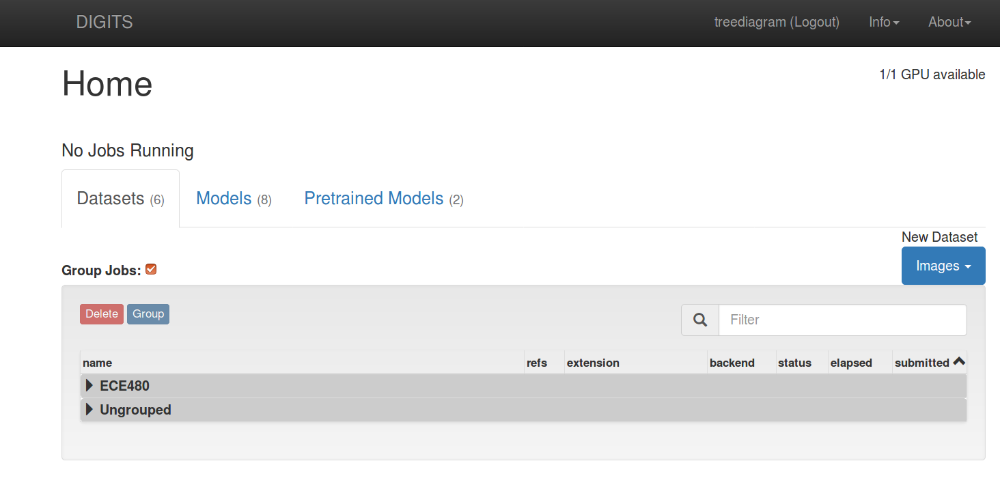 DIGITS treediagram (Logout) Info About
Home 1/1 GPU available
No Jobs Running
Datasets (6) Models (8) Pretrained Models (2)
New Dataset
Group Jobs: Images
Delete Group Filter
name refs extension backend status elapsed submitted
ECE480
Ungrouped